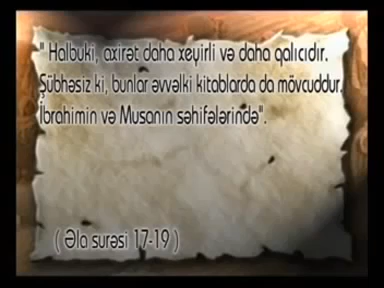 " Halbuki, axirət daha xeyirli və daha qalıcıdır.
Şübhəsiz ki, bunlar əvvəlki kitablarda da mövcuddur.
İbrahimin və Musanın səhifələrində".
( Əla surəsi 17-19 )